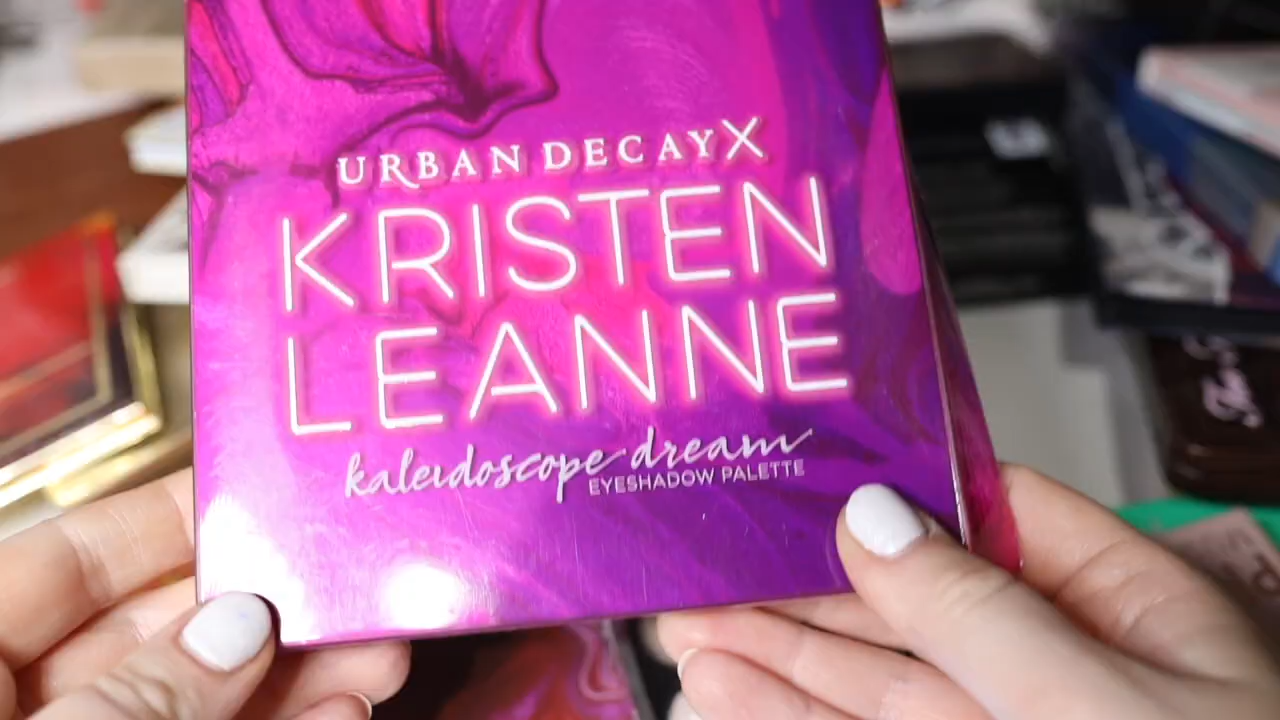 URBAN DECAY X
KRISTEN
LEANNE
kaleidoscope dream
EYESHADOW PALETTE